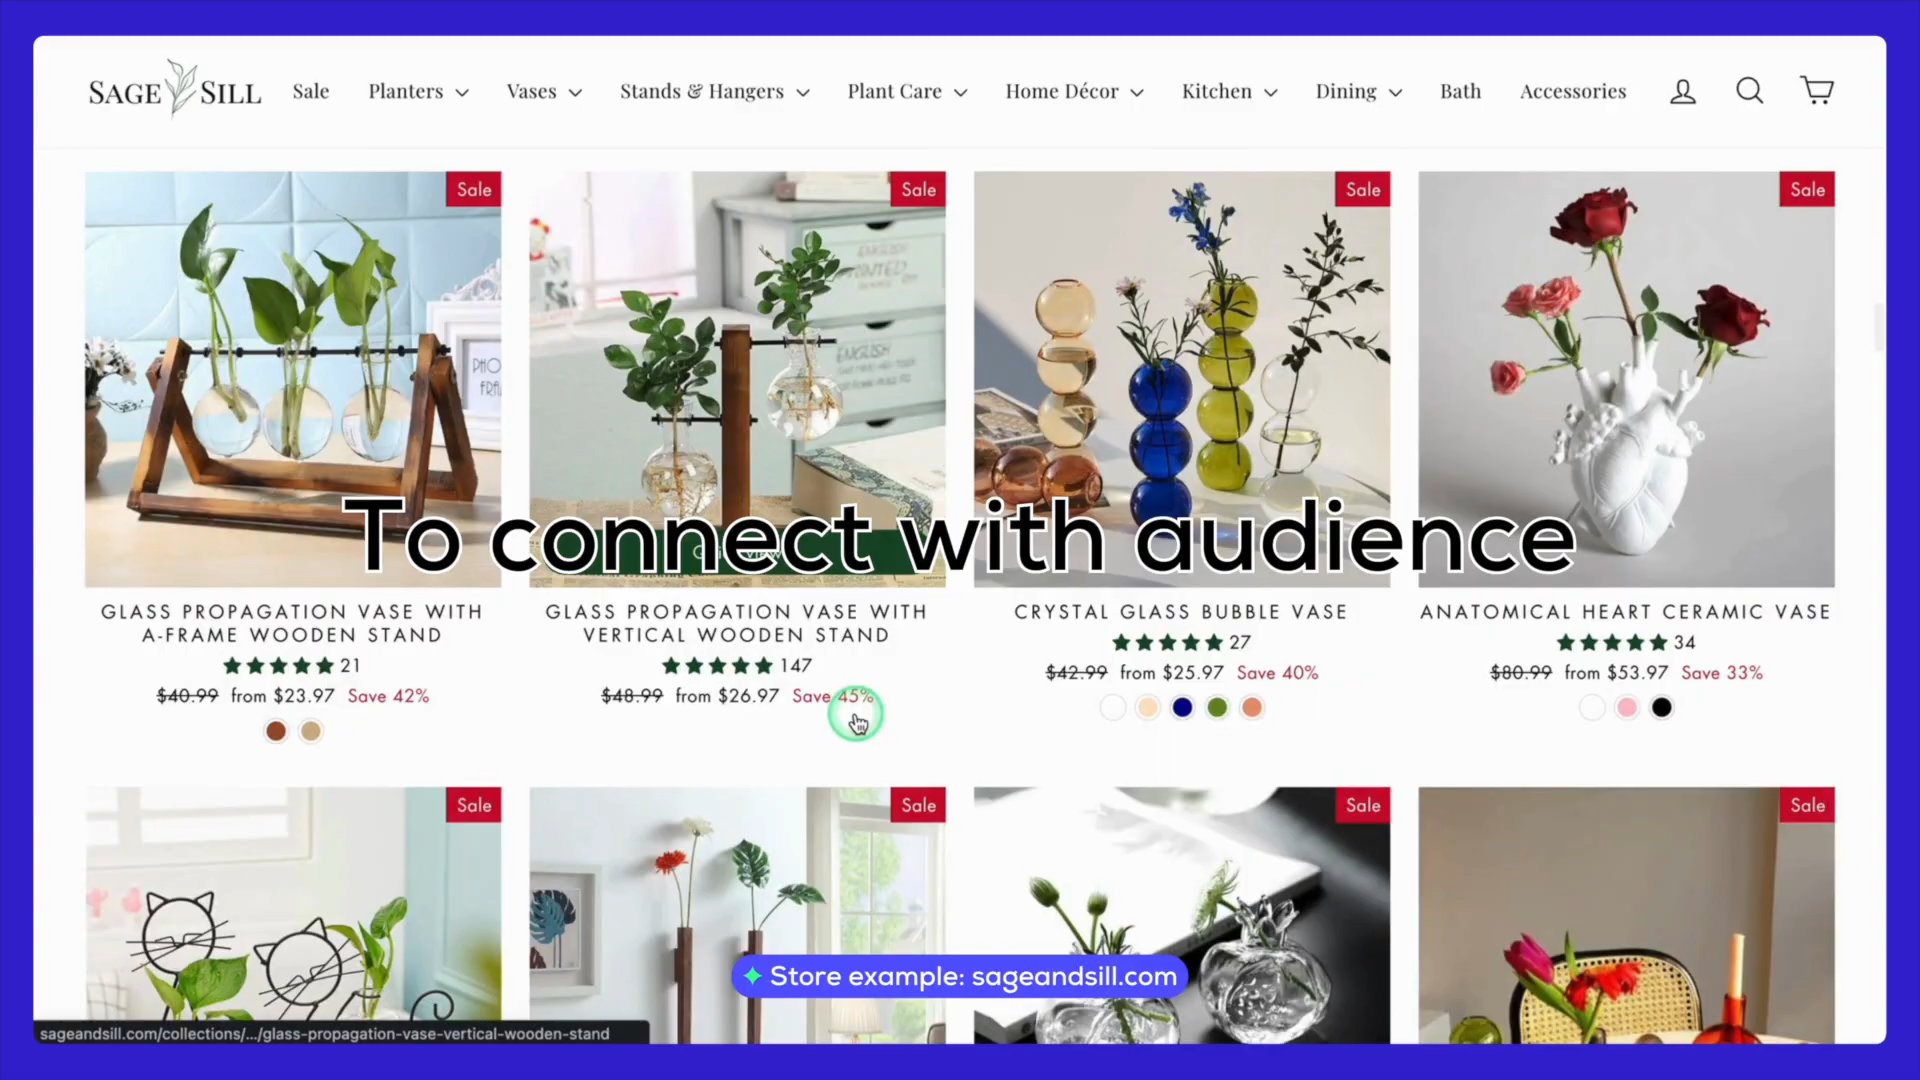 SAGE SILL
Sale
Planters
Vases
Stands & Hangers
Plant Care
Home Décor
Kitchen
Dining
Bath
Accessories
Sale
Sale
Sale
Sale
PHO
ENGLISH
ENGLISH
To connect with audience
GLASS PROPAGATION VASE WITH
A-FRAME WOODEN STAND
21
$40.99 from $23.97 Save 42%
GLASS PROPAGATION VASE WITH
VERTICAL WOODEN STAND
147
$48.99 from $26.97 Save 45%
CRYSTAL GLASS BUBBLE VASE
27
$42.99 from $25.97 Save 40%
ANATOMICAL HEART CERAMIC VASE
34
$80.99 from $53.97 Save 33%
Sale
Sale
Sale
Sale
Store example: sageandsill.com
sageandsill.com/collections/.../glass-propagation-vase-vertical-wooden-stand